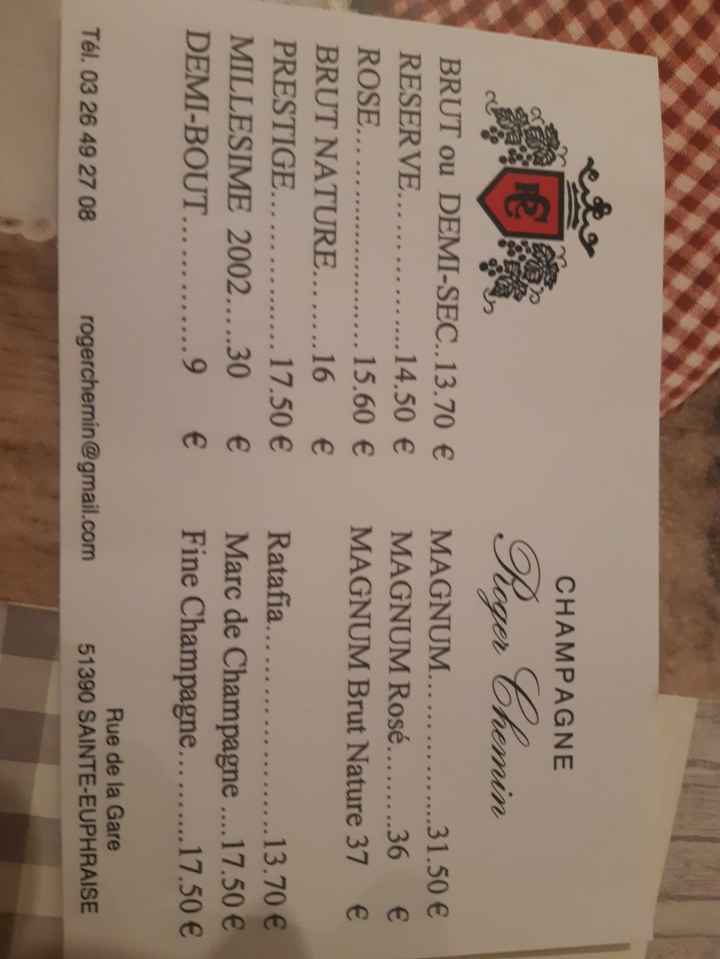 CHAMPAGNE
Roger Chemin
BRUT ou DEMI-SEC..13.70 €
RESERVE..............14.50 €
ROSE.......................15.60 €
BRUT NATURE.......16 €
PRESTIGE................17.50 €
MILLESIME 2002.....30 €
DEMI-BOUT.............9 €
MAGNUM.................31.50 €
MAGNUM Rosé.........36 €
MAGNUM Brut Nature 37 €
Ratafia.......................13.70 €
Marc de Champagne ....17.50 €
Fine Champagne.........17.50 €
Tél. 03 26 49 27 08
rogerchemin@gmail.com
Rue de la Gare
51390 SAINTE-EUPHRAISE